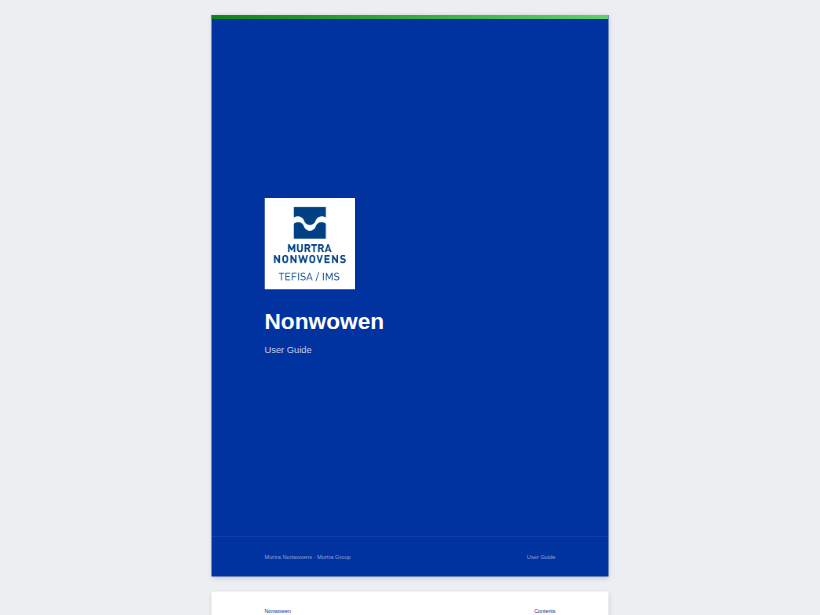 MURTRA
NONWOVENS
TEFISA / IMS
Nonwowen
User Guide
Murtra Nonwovens · Murtra Group
User Guide
Nonwowen
Contents